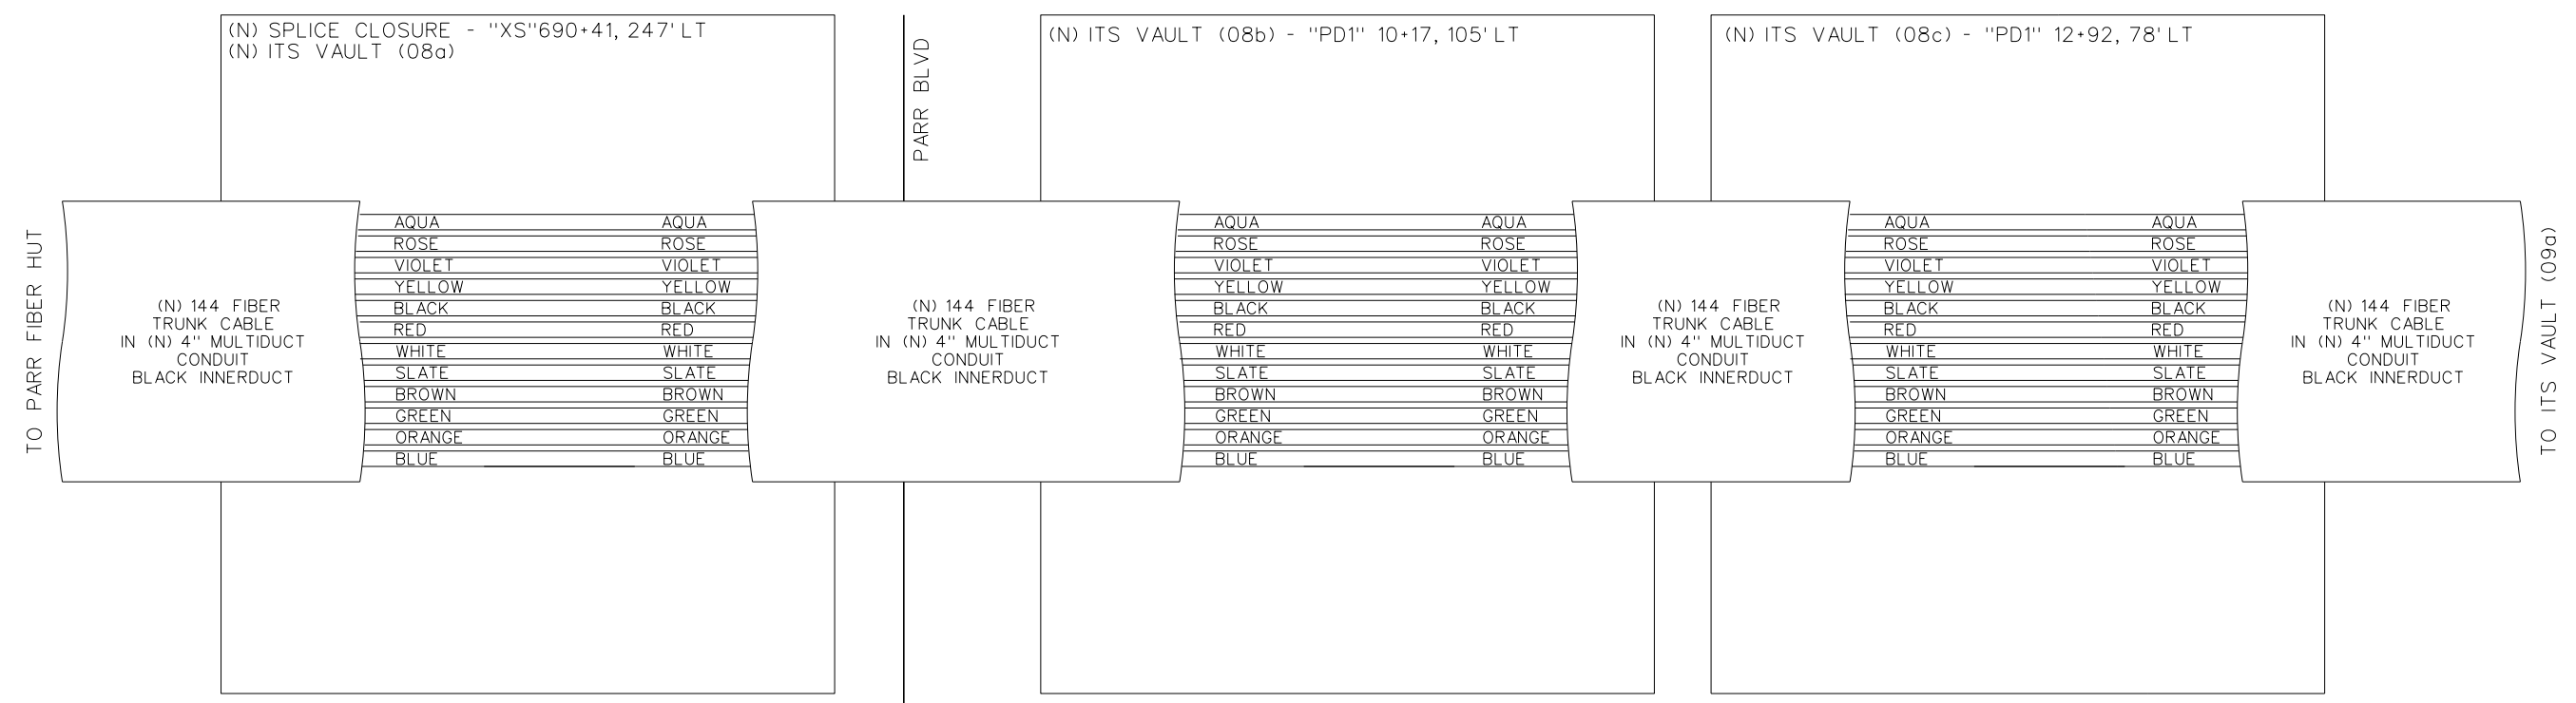 (N) SPLICE CLOSURE - "XS"690+41, 247' LT
(N) ITS VAULT (08a)
PARR BLVD
(N) ITS VAULT (08b) - "PD1" 10+17, 105' LT
(N) ITS VAULT (08c) - "PD1" 12+92, 78' LT
TO PARR FIBER HUT
(N) 144 FIBER
TRUNK CABLE
IN (N) 4" MULTIDUCT
CONDUIT
BLACK INNERDUCT
AQUA AQUA
ROSE ROSE
VIOLET VIOLET
YELLOW YELLOW
BLACK BLACK
RED RED
WHITE WHITE
SLATE SLATE
BROWN BROWN
GREEN GREEN
ORANGE ORANGE
BLUE BLUE
(N) 144 FIBER
TRUNK CABLE
IN (N) 4" MULTIDUCT
CONDUIT
BLACK INNERDUCT
AQUA AQUA
ROSE ROSE
VIOLET VIOLET
YELLOW YELLOW
BLACK BLACK
RED RED
WHITE WHITE
SLATE SLATE
BROWN BROWN
GREEN GREEN
ORANGE ORANGE
BLUE BLUE
(N) 144 FIBER
TRUNK CABLE
IN (N) 4" MULTIDUCT
CONDUIT
BLACK INNERDUCT
AQUA AQUA
ROSE ROSE
VIOLET VIOLET
YELLOW YELLOW
BLACK BLACK
RED RED
WHITE WHITE
SLATE SLATE
BROWN BROWN
GREEN GREEN
ORANGE ORANGE
BLUE BLUE
(N) 144 FIBER
TRUNK CABLE
IN (N) 4" MULTIDUCT
CONDUIT
BLACK INNERDUCT
TO ITS VAULT (09a)